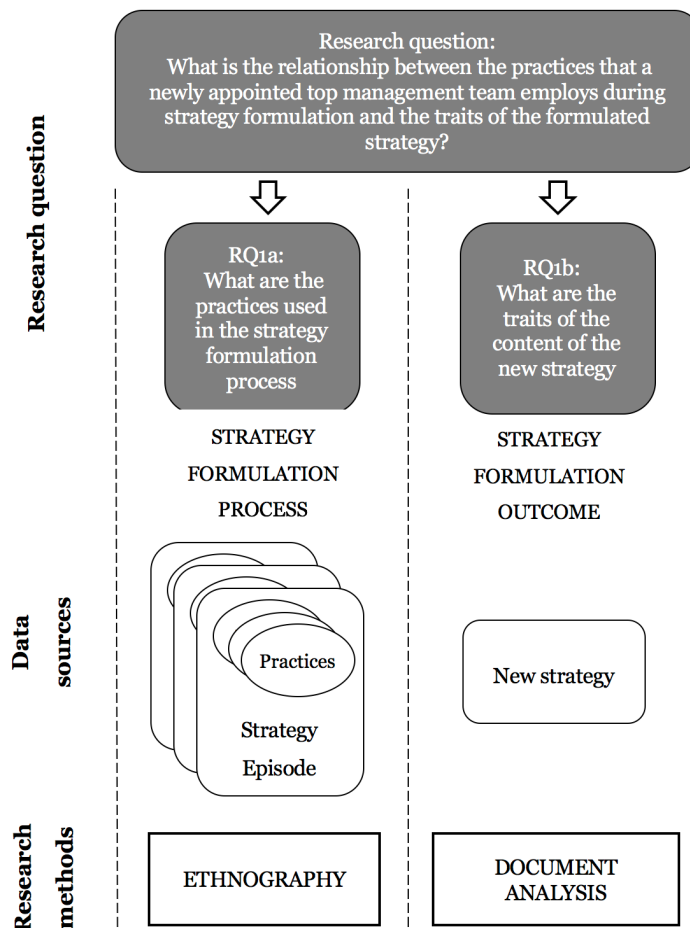 Research question:
What is the relationship between the practices that a
newly appointed top management team employs during
strategy formulation and the traits of the formulated
strategy?
Research question
RQ1a:
What are the
practices used
in the strategy
formulation
process
RQ1b:
What are the
traits of the
content of the
new strategy
STRATEGY
FORMULATION
PROCESS
STRATEGY
FORMULATION
OUTCOME
Data
sources
Practices
Strategy
Episode
New strategy
Research
methods
ETHNOGRAPHY
DOCUMENT
ANALYSIS